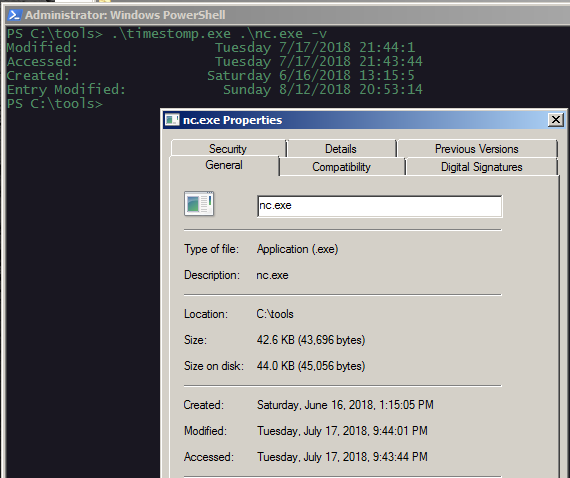 Administrator: Windows PowerShell
PS C:\tools> .\timestomp.exe .\nc.exe -v
Modified: Tuesday 7/17/2018 21:44:1
Accessed: Tuesday 7/17/2018 21:43:44
Created: Saturday 6/16/2018 13:15:5
Entry Modified: Sunday 8/12/2018 20:53:14
PS C:\tools>
nc.exe Properties
Security Details Previous Versions
General Compatibility Digital Signatures
nc.exe
Type of file: Application (.exe)
Description: nc.exe
Location: C:\tools
Size: 42.6 KB (43,696 bytes)
Size on disk: 44.0 KB (45,056 bytes)
Created: Saturday, June 16, 2018, 1:15:05 PM
Modified: Tuesday, July 17, 2018, 9:44:01 PM
Accessed: Tuesday, July 17, 2018, 9:43:44 PM